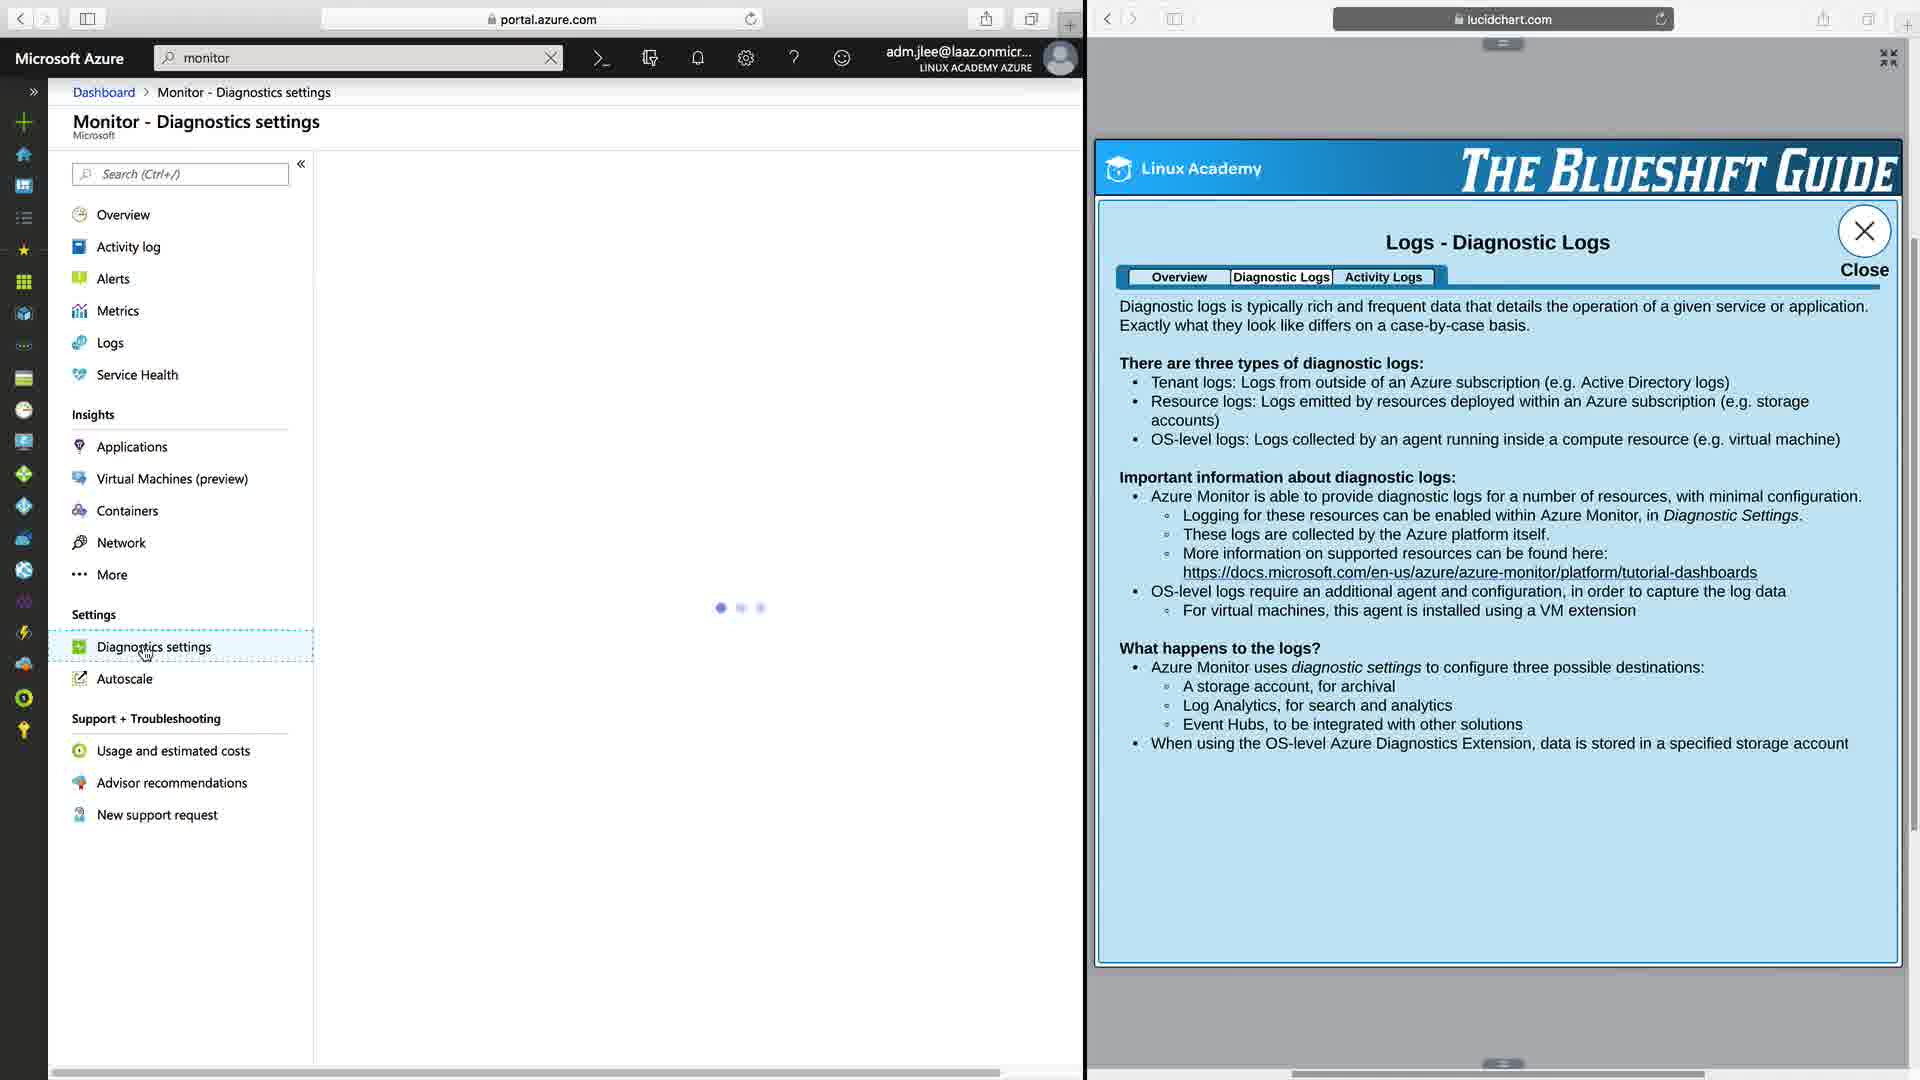 portal.azure.com
Microsoft Azure
monitor
adm.jlee@laaz.onmicr...
LINUX ACADEMY AZURE
Dashboard > Monitor - Diagnostics settings
Monitor - Diagnostics settings
Microsoft
Search (Ctrl+/)
Overview
Activity log
Alerts
Metrics
Logs
Service Health
Insights
Applications
Virtual Machines (preview)
Containers
Network
More
Settings
Diagnostics settings
Autoscale
Support + Troubleshooting
Usage and estimated costs
Advisor recommendations
New support request
lucidchart.com
Linux Academy
THE BLUESHIFT GUIDE
Logs - Diagnostic Logs
Close
Overview
Diagnostic Logs
Activity Logs
Diagnostic logs is typically rich and frequent data that details the operation of a given service or application.
Exactly what they look like differs on a case-by-case basis.
There are three types of diagnostic logs:
• Tenant logs: Logs from outside of an Azure subscription (e.g. Active Directory logs)
• Resource logs: Logs emitted by resources deployed within an Azure subscription (e.g. storage
accounts)
• OS-level logs: Logs collected by an agent running inside a compute resource (e.g. virtual machine)
Important information about diagnostic logs:
• Azure Monitor is able to provide diagnostic logs for a number of resources, with minimal configuration.
◦ Logging for these resources can be enabled within Azure Monitor, in Diagnostic Settings.
◦ These logs are collected by the Azure platform itself.
◦ More information on supported resources can be found here:
https://docs.microsoft.com/en-us/azure/azure-monitor/platform/tutorial-dashboards
• OS-level logs require an additional agent and configuration, in order to capture the log data
◦ For virtual machines, this agent is installed using a VM extension
What happens to the logs?
• Azure Monitor uses diagnostic settings to configure three possible destinations:
◦ A storage account, for archival
◦ Log Analytics, for search and analytics
◦ Event Hubs, to be integrated with other solutions
• When using the OS-level Azure Diagnostics Extension, data is stored in a specified storage account